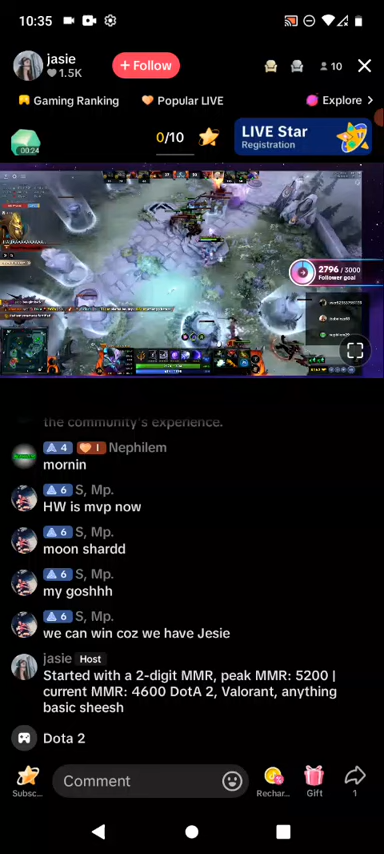 10:35
jasie
1.5K
+ Follow
10
Gaming Ranking
Popular LIVE
Explore >
00:24
0/10
LIVE Star
Registration
2796 / 3000
Follower goal
the community's experience.
4 1 Nephilem
mornin
6 S, Mp.
HW is mvp now
6 S, Mp.
moon shardd
6 S, Mp.
my goshhh
6 S, Mp.
we can win coz we have Jesie
jasie Host
Started with a 2-digit MMR, peak MMR: 5200 |
current MMR: 4600 DotA 2, Valorant, anything
basic sheesh
Dota 2
Subsc...
Comment
Rechar...
Gift
1